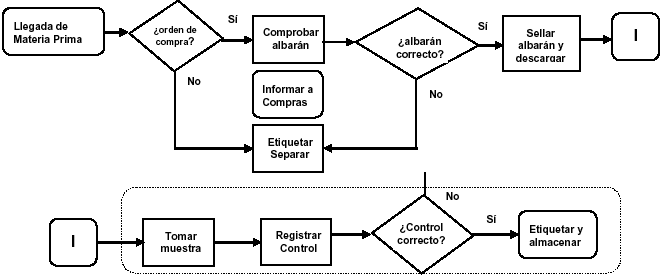 Llegada de
Materia Prima
¿orden de
compra?
Sí
Comprobar
albarán
¿albarán
correcto?
Sí
Sellar
albarán y
descargar
I
No
Informar a
Compras
No
Etiquetar
Separar
No
I
Tomar
muestra
Registrar
Control
¿Control
correcto?
Sí
Etiquetar y
almacenar